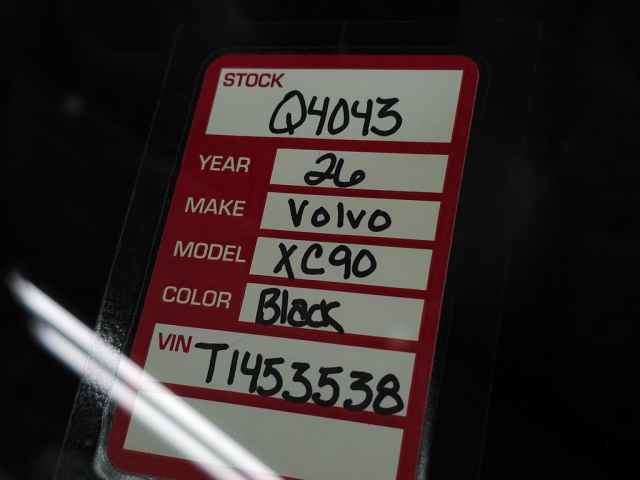 STOCK
Q4043
YEAR 26
MAKE Volvo
MODEL XC90
COLOR Black
VIN T1453538